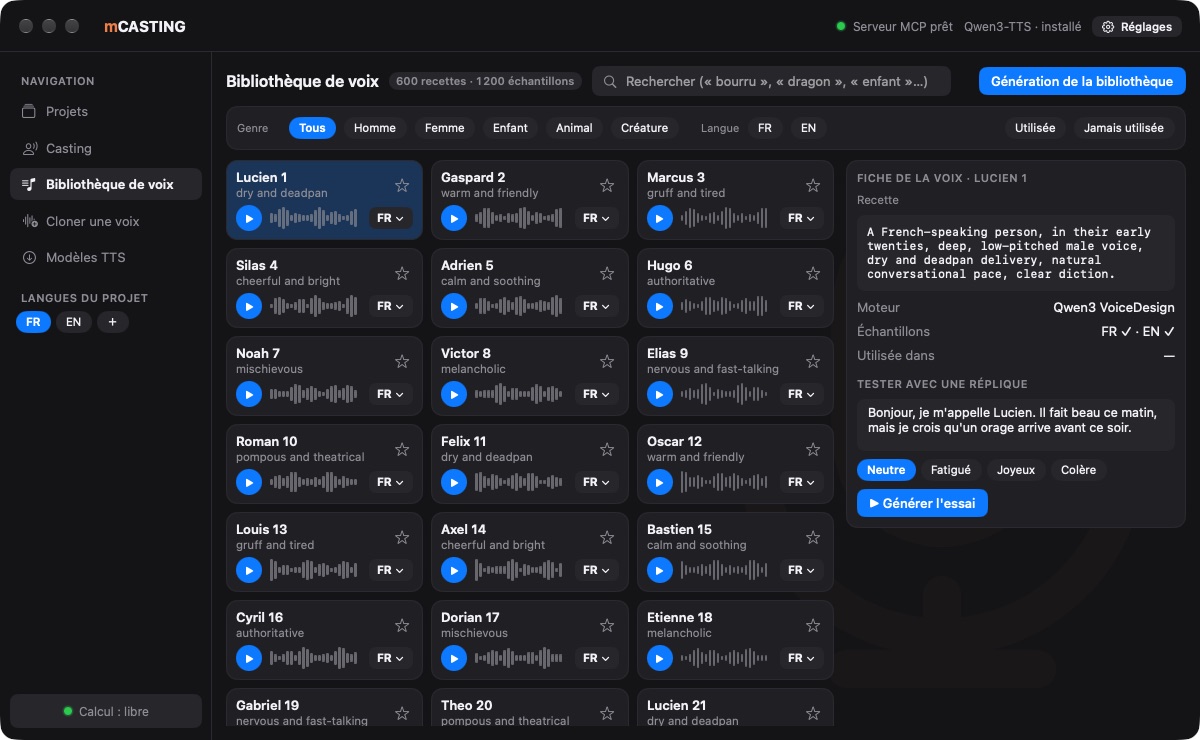 mCASTING
Serveur MCP prêt
Qwen3-TTS · installé
Réglages
NAVIGATION
Projets
Casting
Bibliothèque de voix
Cloner une voix
Modèles TTS
LANGUES DU PROJET
FR EN +
Calcul : libre
Bibliothèque de voix
600 recettes · 1200 échantillons
Rechercher (« bourru », « dragon », « enfant »...)
Génération de la bibliothèque
Genre Tous Homme Femme Enfant Animal Créature Langue FR EN Utilisée Jamais utilisée
Lucien 1
dry and deadpan
FR
Gaspard 2
warm and friendly
FR
Marcus 3
gruff and tired
FR
Silas 4
cheerful and bright
FR
Adrien 5
calm and soothing
FR
Hugo 6
authoritative
FR
Noah 7
mischievous
FR
Victor 8
melancholic
FR
Elias 9
nervous and fast-talking
FR
Roman 10
pompous and theatrical
FR
Felix 11
dry and deadpan
FR
Oscar 12
warm and friendly
FR
Louis 13
gruff and tired
FR
Axel 14
cheerful and bright
FR
Bastien 15
calm and soothing
FR
Cyril 16
authoritative
FR
Dorian 17
mischievous
FR
Etienne 18
melancholic
FR
Gabriel 19
nervous and fast-talking
Theo 20
pompous and theatrical
Lucien 21
dry and deadpan
FICHE DE LA VOIX · LUCIEN 1
Recette
A French-speaking person, in their early
twenties, deep, low-pitched male voice,
dry and deadpan delivery, natural
conversational pace, clear diction.
Moteur Qwen3 VoiceDesign
Échantillons FR ✓ · EN ✓
Utilisée dans —
TESTER AVEC UNE RÉPLIQUE
Bonjour, je m'appelle Lucien. Il fait beau ce matin,
mais je crois qu'un orage arrive avant ce soir.
Neutre Fatigué Joyeux Colère
▶ Générer l'essai